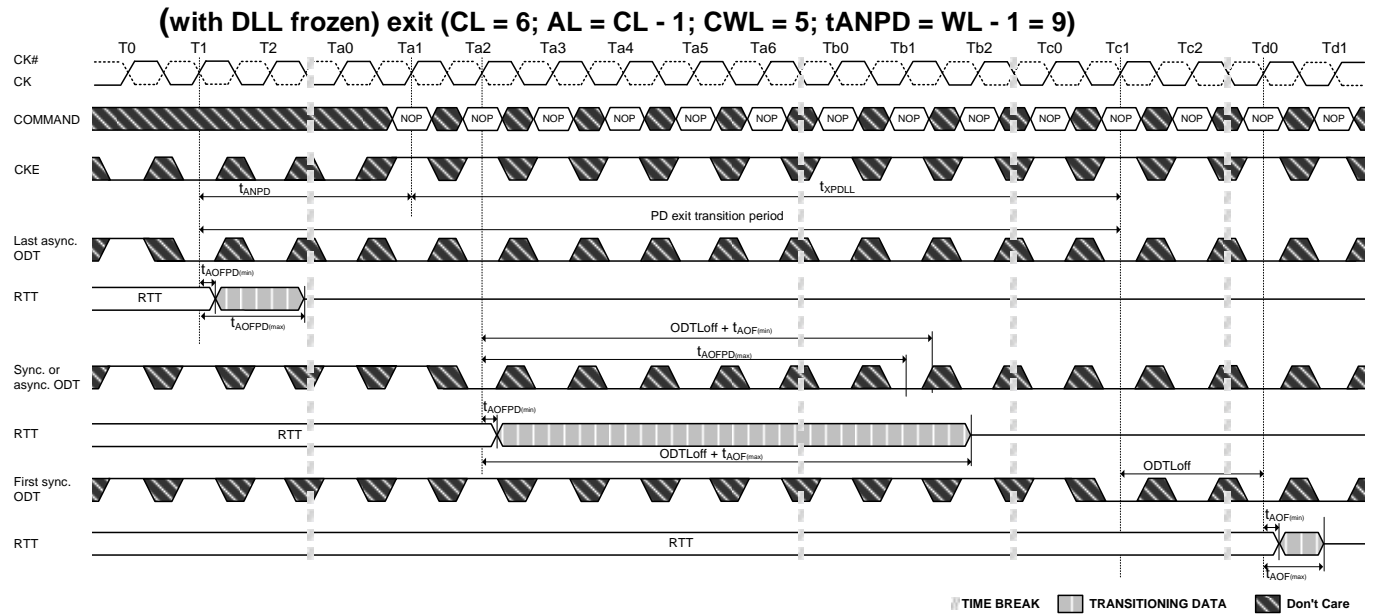 (with DLL frozen) exit (CL = 6; AL = CL - 1; CWL = 5; tANPD = WL - 1 = 9)
T0 T1 T2 Ta0 Ta1 Ta2 Ta3 Ta4 Ta5 Ta6 Tb0 Tb1 Tb2 Tc0 Tc1 Tc2 Td0 Td1
CK#
CK
COMMAND NOP NOP NOP NOP NOP NOP NOP NOP NOP NOP NOP NOP NOP NOP
CKE
tANPD tXPDLL
PD exit transition period
Last async.
ODT
tAOFPD(min)
RTT RTT
tAOFPD(max)
ODTLoff + tAOF(min)
tAOFPD(max)
Sync. or
async. ODT
tAOFPD(min)
RTT RTT
ODTLoff + tAOF(max)
ODTLoff
First sync.
ODT
tAOF(min)
RTT RTT
tAOF(max)
TIME BREAK TRANSITIONING DATA Don't Care